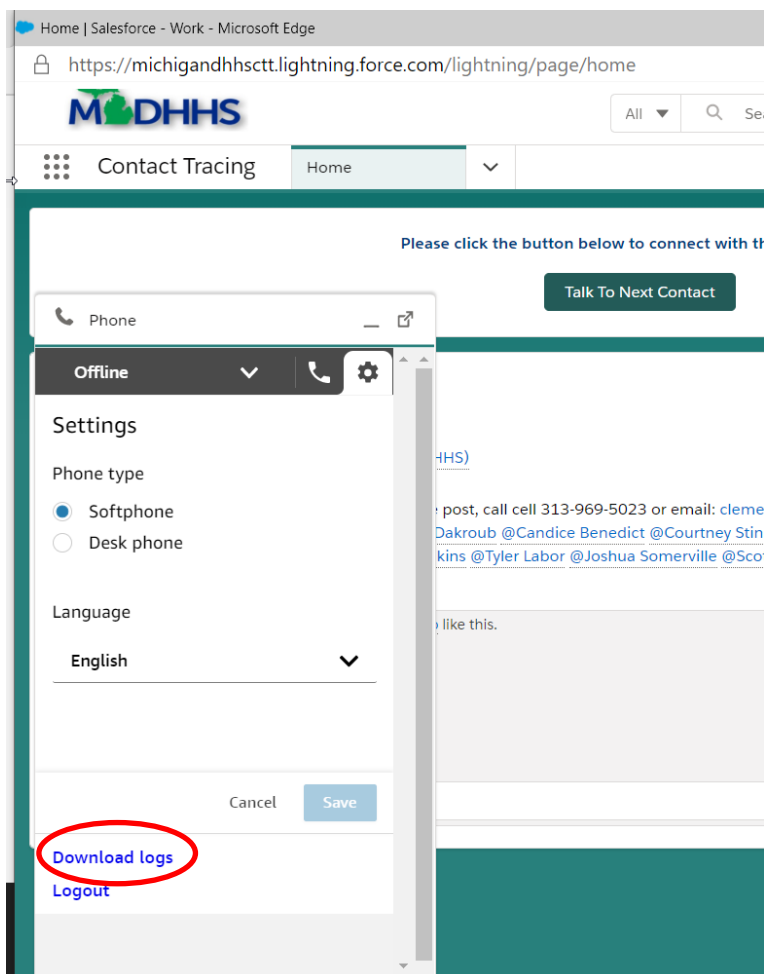 Home | Salesforce - Work - Microsoft Edge
https://michigandhhsctt.lightning.force.com/lightning/page/home
MDHHS
All
Contact Tracing
Home
Please click the button below to connect with
Talk To Next Contact
Phone
Offline
Settings
Phone type
HHS)
Softphone
post, call cell 313-969-5023 or email: cleme
Dakroub @Candice Benedict @Courtney Stin
Desk phone
kins @Tyler Labor @Joshua Somerville @Sco
Language
like this.
English
Cancel
Save
Download logs
Logout